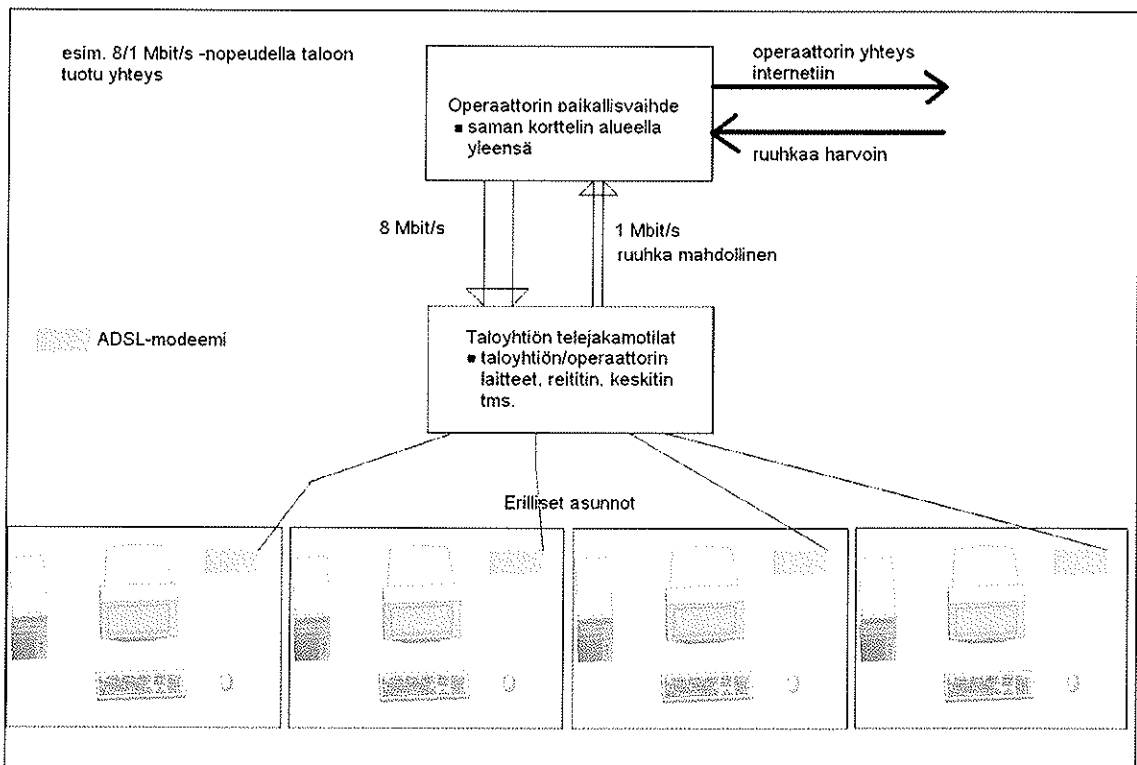 esim. 8/1 Mbit/s -nopeudella taloon
tuotu yhteys
operaattorin yhteys
internetiin
Operaattorin paikallisvaihde
▪ saman korttelin alueella
yleensä
ruuhkaa harvoin
8 Mbit/s
1 Mbit/s
ruuhka mahdollinen
ADSL-modeemi
Taloyhtiön telejakamotilat
▪ taloyhtiön/operaattorin
laitteet, reititin, keskitin
tms.
Erilliset asunnot